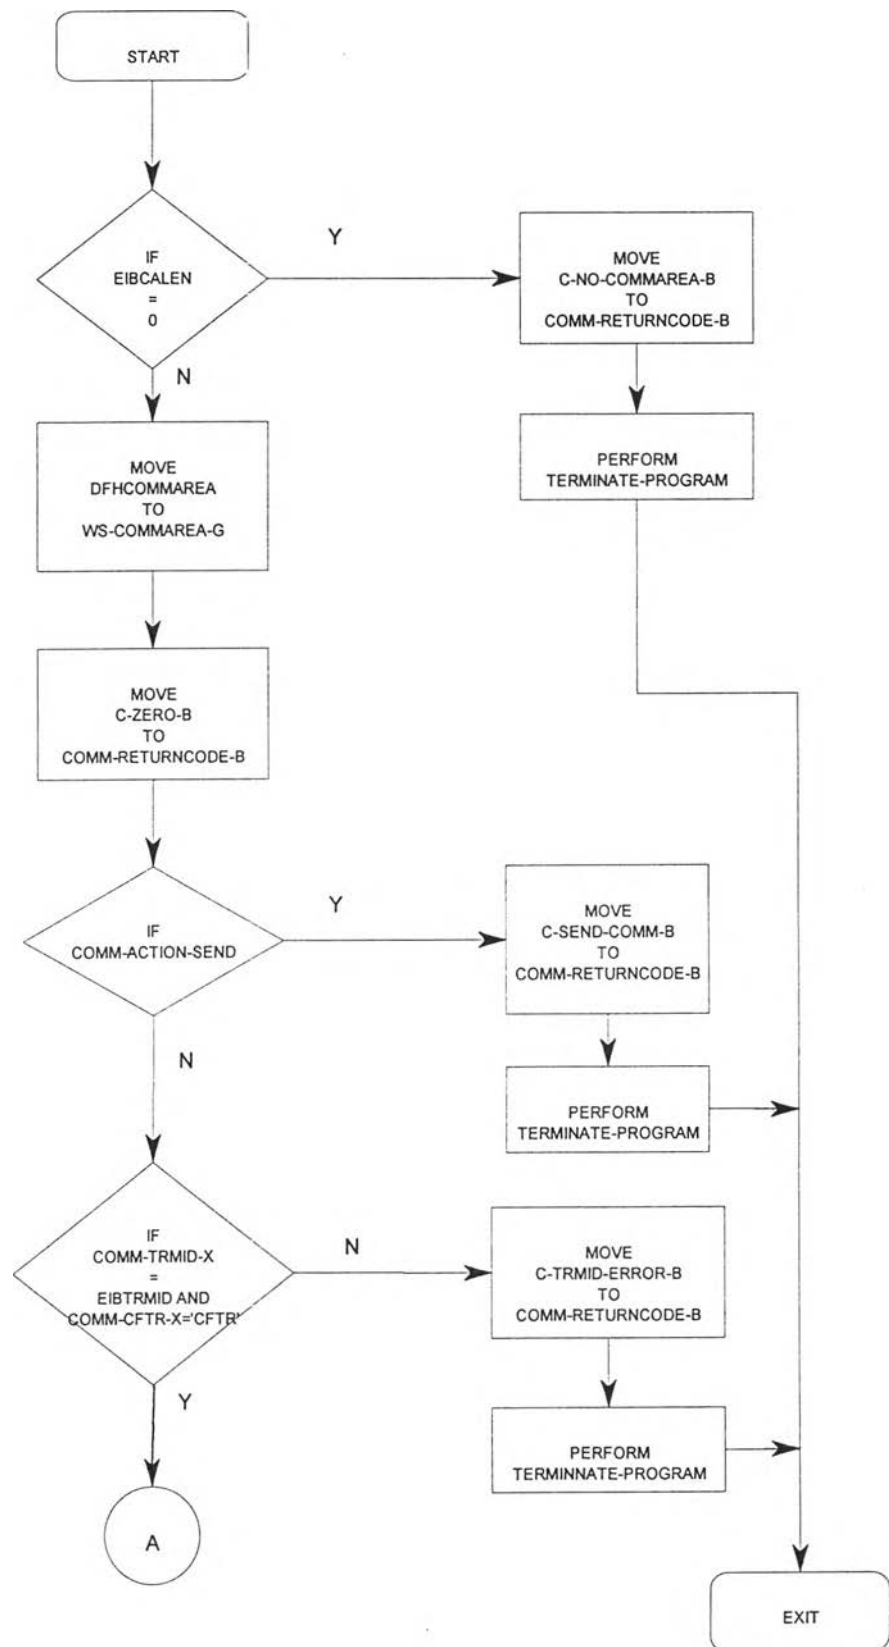 START
IF
EIBCALEN
=
0
Y
MOVE
C-NO-COMMAREA-B
TO
COMM-RETURNCODE-B
N
PERFORM
TERMINATE-PROGRAM
MOVE
DFHCOMMAREA
TO
WS-COMMAREA-G
MOVE
C-ZERO-B
TO
COMM-RETURNCODE-B
IF
COMM-ACTION-SEND
Y
MOVE
C-SEND-COMM-B
TO
COMM-RETURNCODE-B
N
PERFORM
TERMINATE-PROGRAM
IF
COMM-TRMID-X
=
EIBTRMID AND
COMM-CFTR-X='CFTR'
N
MOVE
C-TRMID-ERROR-B
TO
COMM-RETURNCODE-B
Y
PERFORM
TERMINNATE-PROGRAM
A
EXIT